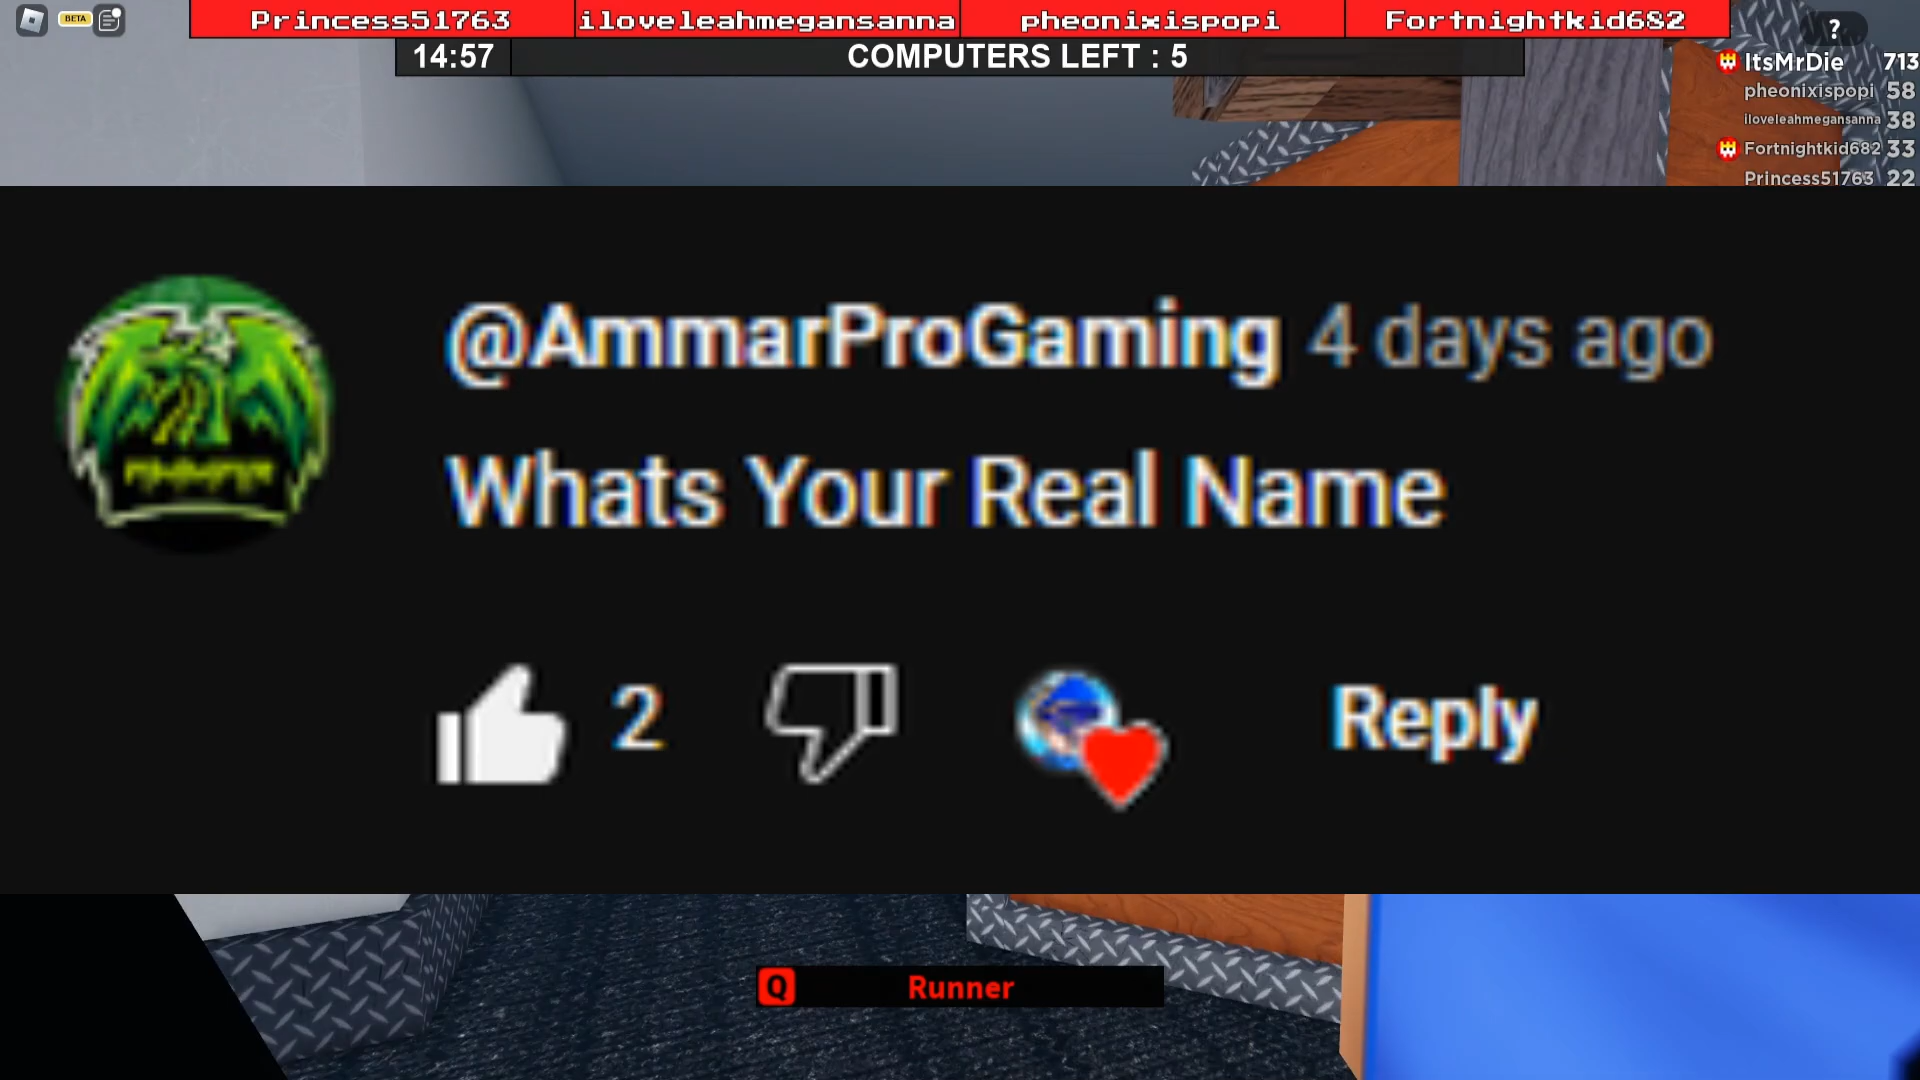 BETA
Princess51763 iloveleahmegansanna pheonixispopi Fortnightkid682
?
14:57 COMPUTERS LEFT : 5
ItsMrDie 713
pheonixispopi 58
iloveleahmegansanna 38
Fortnightkid682 33
Princess51763 22
@AmmarProGaming 4 days ago
Whats Your Real Name
2 Reply
Q Runner